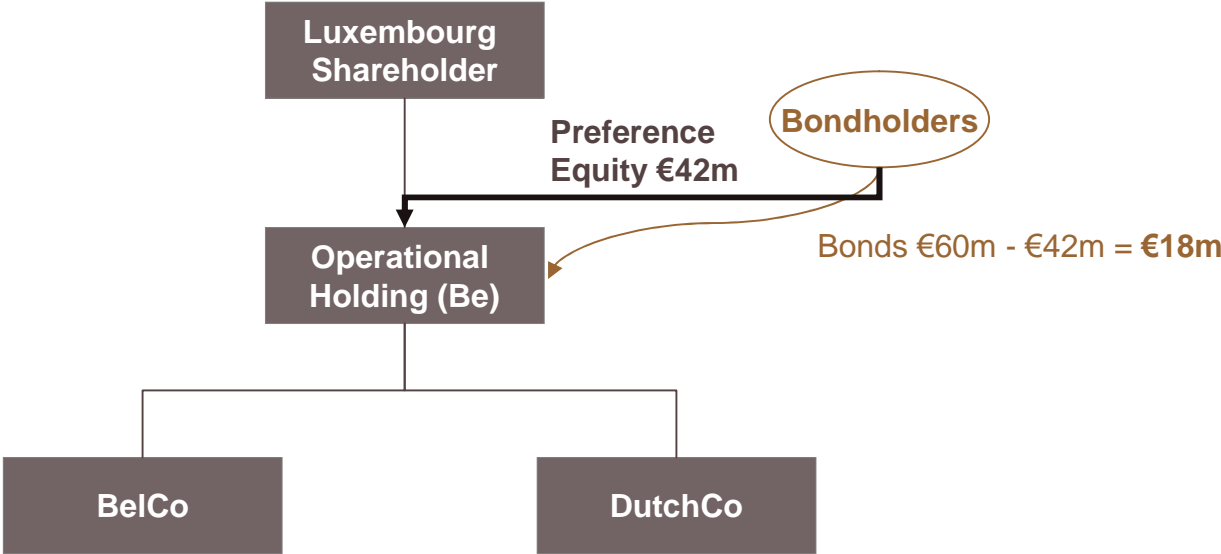 Luxembourg
Shareholder
Bondholders
Preference
Equity €42m
Bonds €60m - €42m = €18m
Operational
Holding (Be)
BelCo
DutchCo